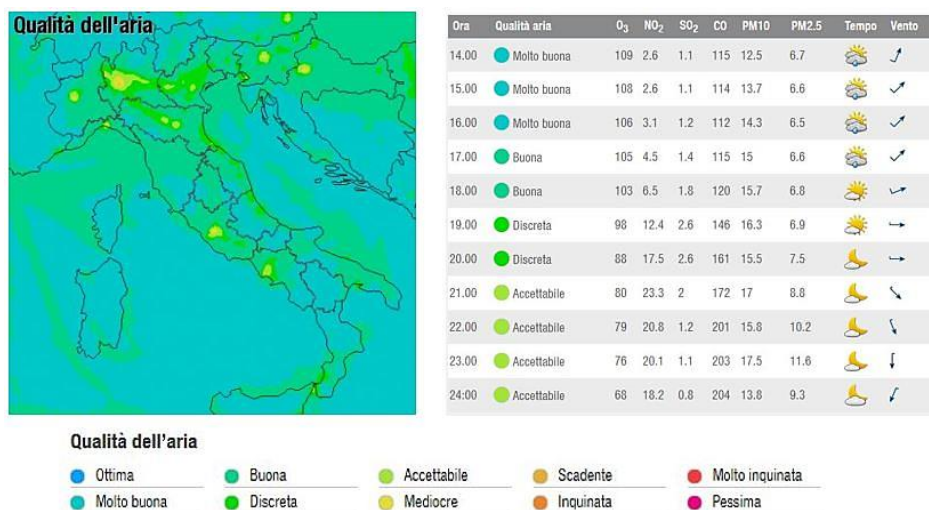 Qualità dell'aria
Ora Qualità aria O3 NO2 SO2 CO PM10 PM2.5 Tempo Vento
14.00 Molto buona 109 2.6 1.1 115 12.5 6.7
15.00 Molto buona 108 2.6 1.1 114 13.7 6.6
16.00 Molto buona 106 3.1 1.2 112 14.3 6.5
17.00 Buona 105 4.5 1.4 115 15 6.6
18.00 Buona 103 6.5 1.8 120 15.7 6.8
19.00 Discreta 98 12.4 2.6 146 16.3 6.9
20.00 Discreta 88 17.5 2.6 161 15.5 7.5
21.00 Accettabile 80 23.3 2 172 17 8.8
22.00 Accettabile 79 20.8 1.2 201 15.8 10.2
23.00 Accettabile 76 20.1 1.1 203 17.5 11.6
24:00 Accettabile 68 18.2 0.8 204 13.8 9.3
Qualità dell'aria
Ottima Buona Accettabile Scadente Molto inquinata
Molto buona Discreta Mediocre Inquinata Pessima